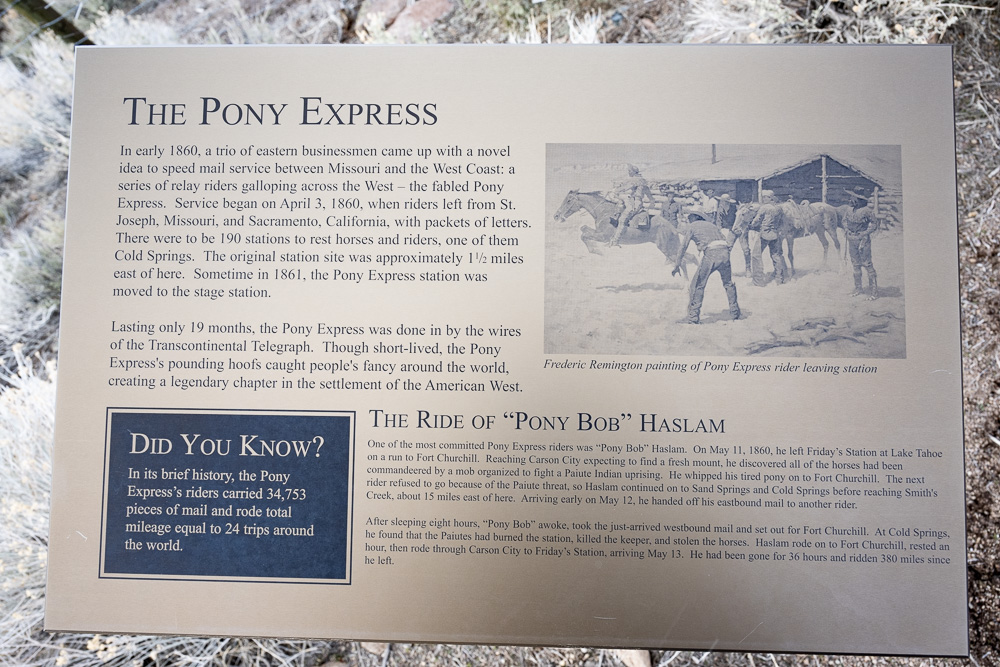 THE PONY EXPRESS
In early 1860, a trio of eastern businessmen came up with a novel
idea to speed mail service between Missouri and the West Coast: a
series of relay riders galloping across the West – the fabled Pony
Express. Service began on April 3, 1860, when riders left from St.
Joseph, Missouri, and Sacramento, California, with packets of letters.
There were to be 190 stations to rest horses and riders, one of them
Cold Springs. The original station site was approximately 1½ miles
east of here. Sometime in 1861, the Pony Express station was
moved to the stage station.
Lasting only 19 months, the Pony Express was done in by the wires
of the Transcontinental Telegraph. Though short-lived, the Pony
Express's pounding hoofs caught people's fancy around the world,
creating a legendary chapter in the settlement of the American West.
Frederic Remington painting of Pony Express rider leaving station
DID YOU KNOW?
In its brief history, the Pony
Express's riders carried 34,753
pieces of mail and rode total
mileage equal to 24 trips around
the world.
THE RIDE OF “PONY BOB” HASLAM
One of the most committed Pony Express riders was “Pony Bob” Haslam. On May 11, 1860, he left Friday's Station at Lake Tahoe
on a run to Fort Churchill. Reaching Carson City expecting to find a fresh mount, he discovered all of the horses had been
commandeered by a mob organized to fight a Paiute Indian uprising. He whipped his tired pony on to Fort Churchill. The next
rider refused to go because of the Paiute threat, so Haslam continued on to Sand Springs and Cold Springs before reaching Smith's
Creek, about 15 miles east of here. Arriving early on May 12, he handed off his eastbound mail to another rider.
After sleeping eight hours, “Pony Bob” awoke, took the just-arrived westbound mail and set out for Fort Churchill. At Cold Springs,
he found that the Paiutes had burned the station, killed the keeper, and stolen the horses. Haslam rode on to Fort Churchill, rested an
hour, then rode through Carson City to Friday's Station, arriving May 13. He had been gone for 36 hours and ridden 380 miles since
he left.